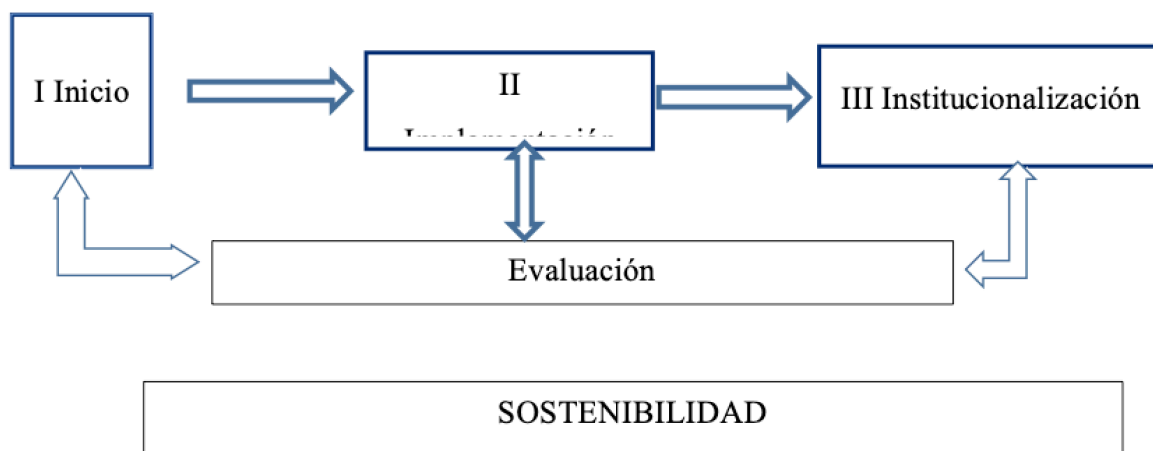 I Inicio
II
III Institucionalización
Evaluación
SOSTENIBILIDAD